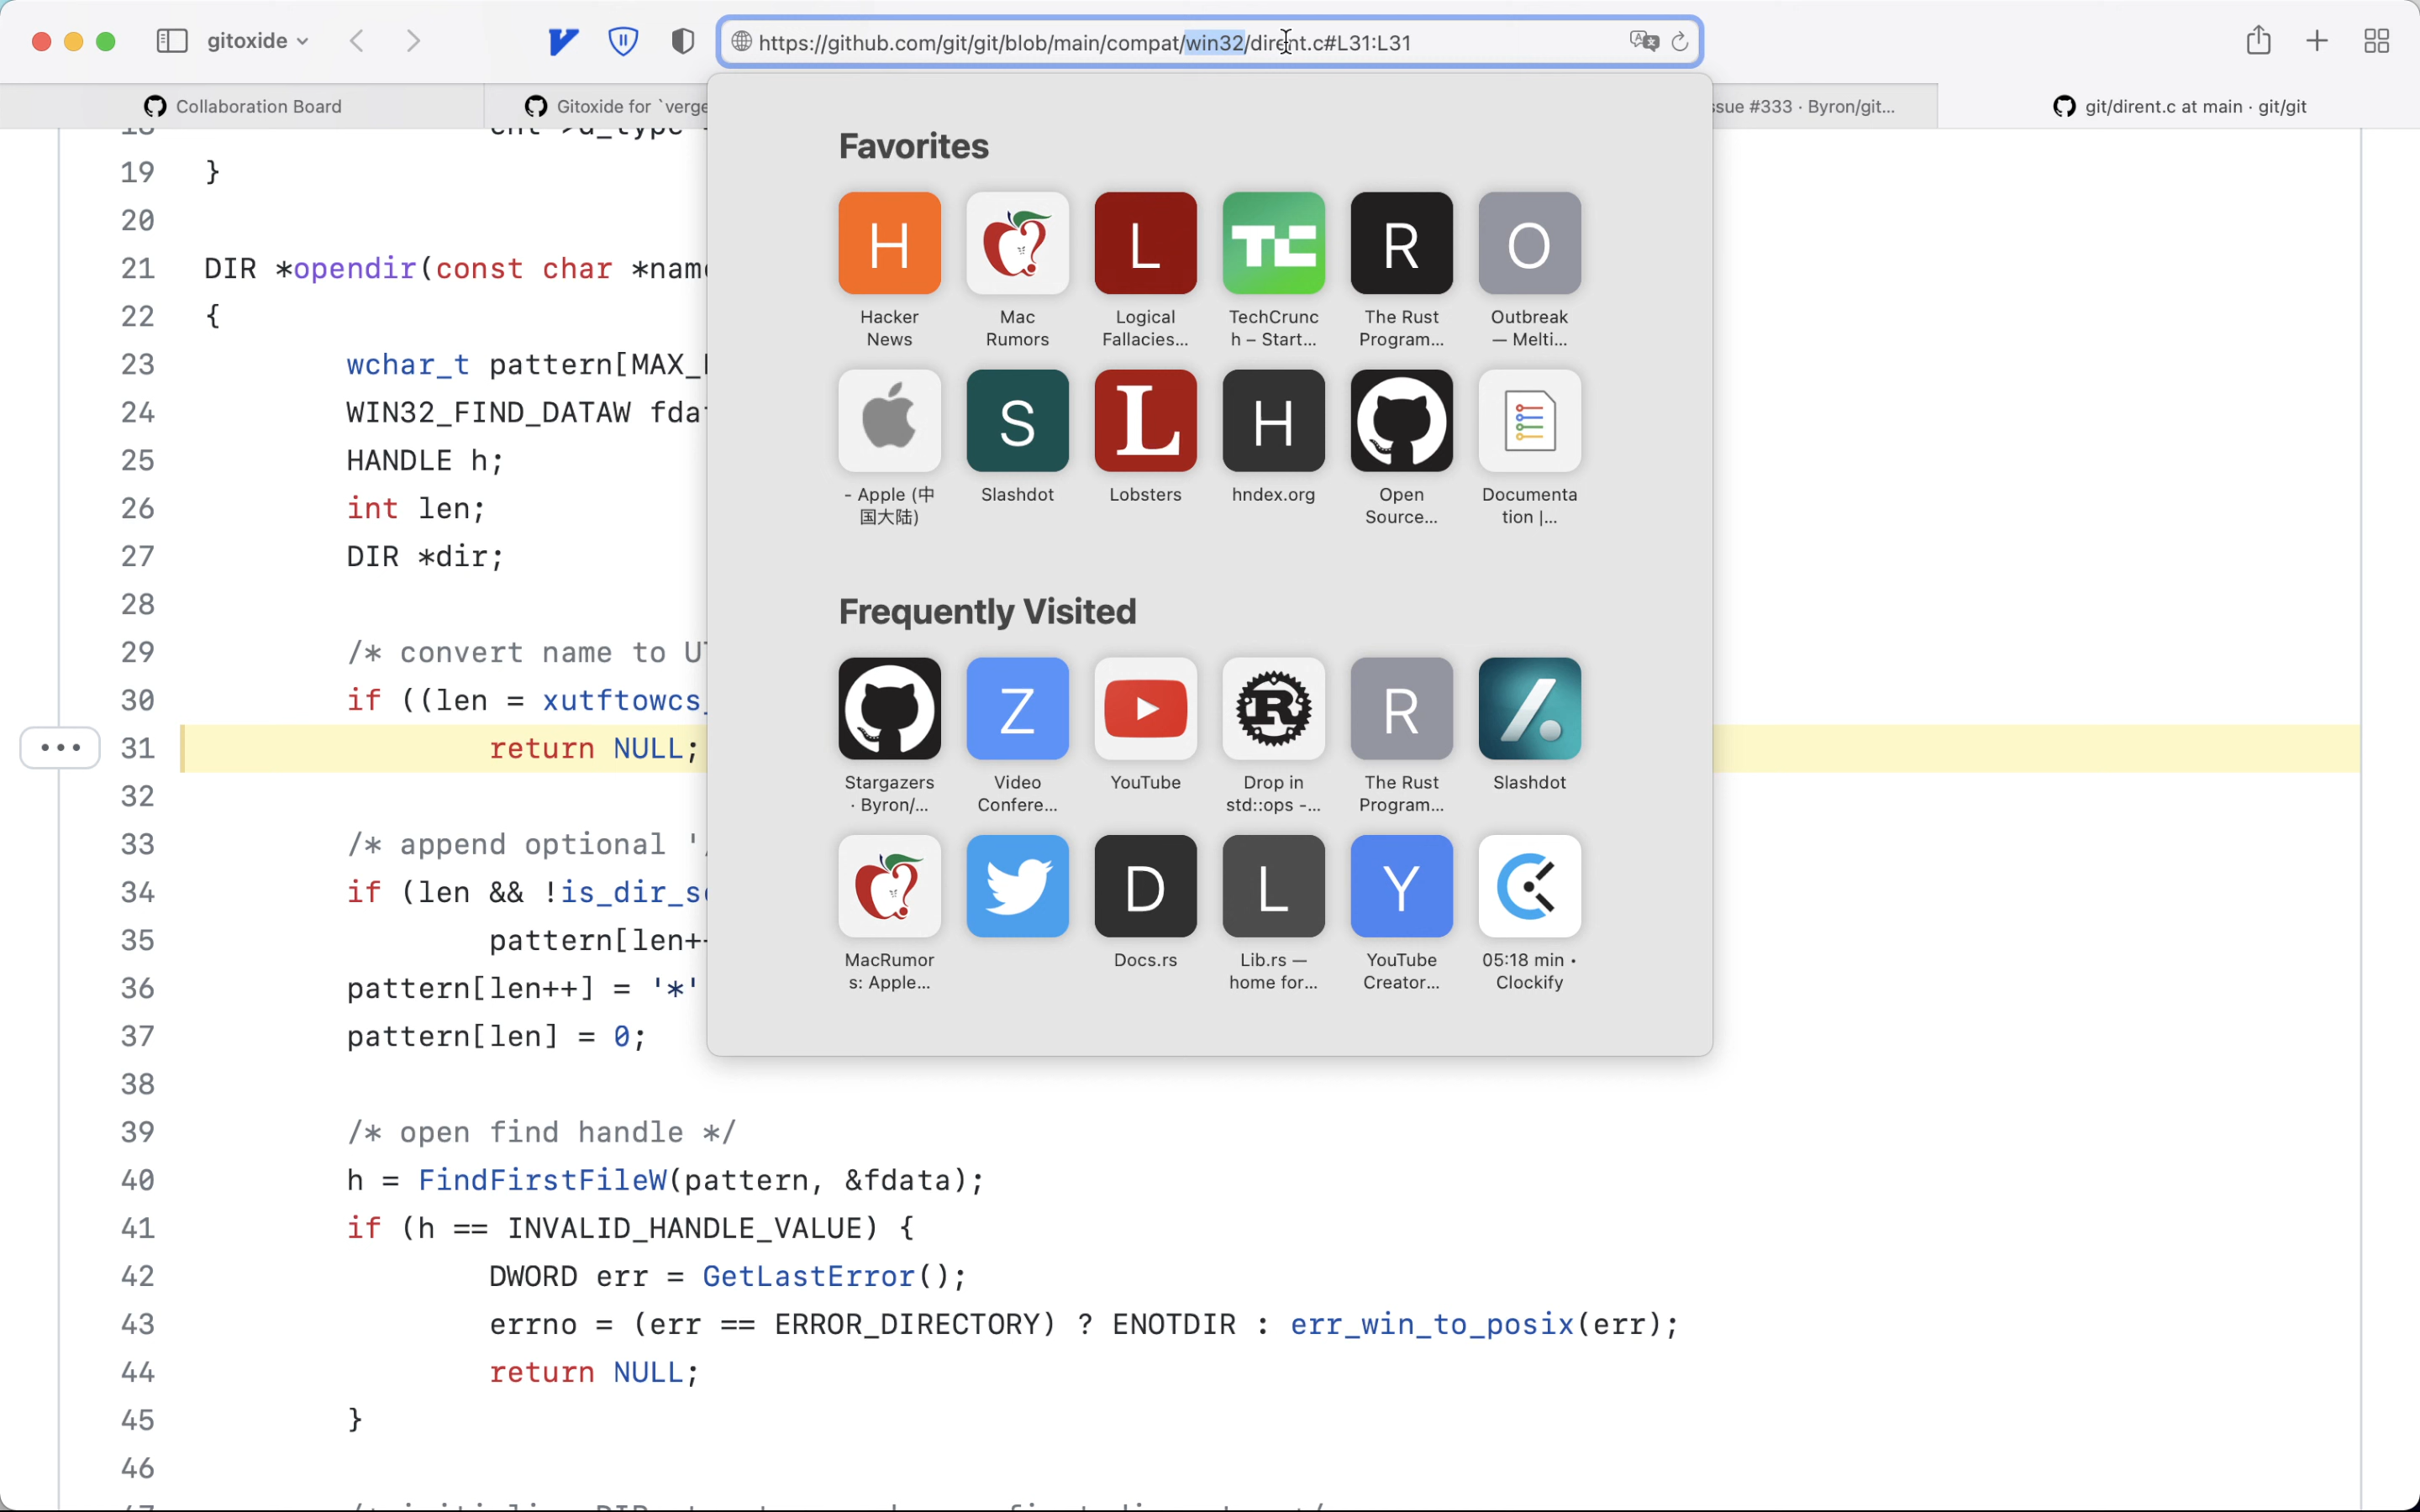 gitoxide
https://github.com/git/git/blob/main/compat/win32/dirent.c#L31:L31
Collaboration Board
Gitoxide for `verge
ssue #333 · Byron/git...
git/dirent.c at main · git/git
19 }
20
21 DIR *opendir(const char *nam
22 {
23 wchar_t pattern[MAX_
24 WIN32_FIND_DATAW fda
25 HANDLE h;
26 int len;
27 DIR *dir;
28
29 /* convert name to U
30 if ((len = xutftowcs_
31 return NULL;
32
33 /* append optional '/
34 if (len && !is_dir_s
35 pattern[len+
36 pattern[len++] = '*'
37 pattern[len] = 0;
38
39 /* open find handle */
40 h = FindFirstFileW(pattern, &fdata);
41 if (h == INVALID_HANDLE_VALUE) {
42 DWORD err = GetLastError();
43 errno = (err == ERROR_DIRECTORY) ? ENOTDIR : err_win_to_posix(err);
44 return NULL;
45 }
46
Favorites
H
L
TC
R
O
Hacker
News
Mac
Rumors
Logical
Fallacies...
TechCrunc
h – Start...
The Rust
Program...
Outbreak
— Melti...
S
L
H
- Apple (中
国大陆)
Slashdot
Lobsters
hndex.org
Open
Source...
Documenta
tion |...
Frequently Visited
Z
R
R
Stargazers
· Byron/...
Video
Confere...
YouTube
Drop in
std::ops -...
The Rust
Program...
Slashdot
D
L
Y
MacRumor
s: Apple...
Docs.rs
Lib.rs —
home for...
YouTube
Creator...
05:18 min •
Clockify